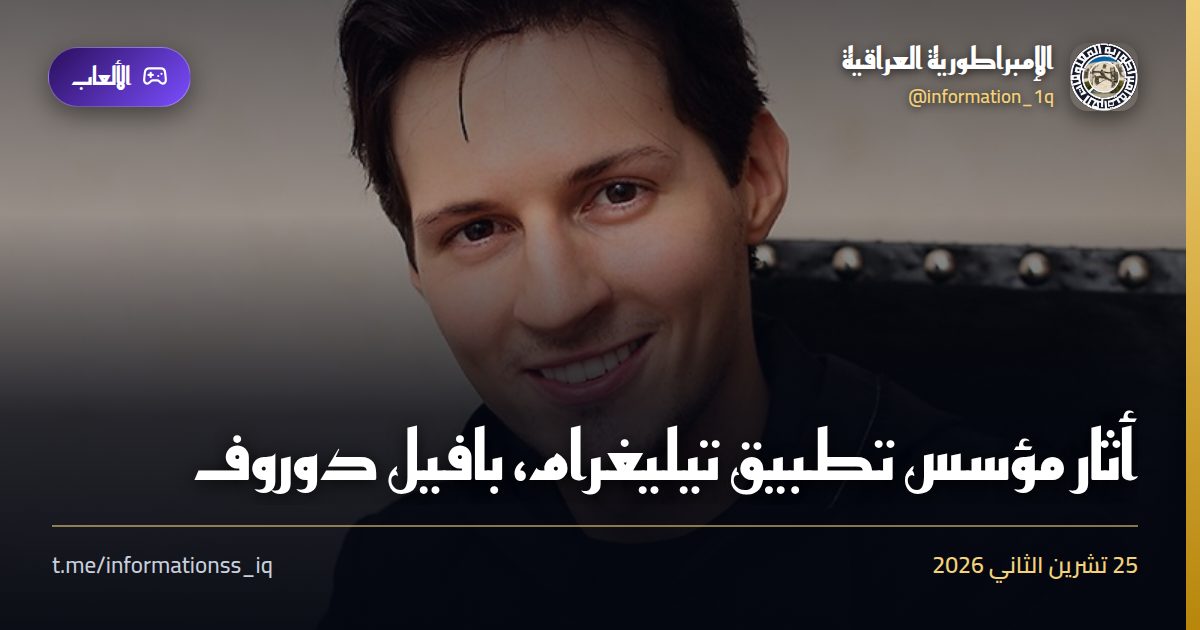 الإمبراطورية العراقية
@information_1q
الألعاب
أثار مؤسس تطبيق تيليغرام، بافيل دوروف
25 تشرين الثاني 2026
t.me/informationss_iq